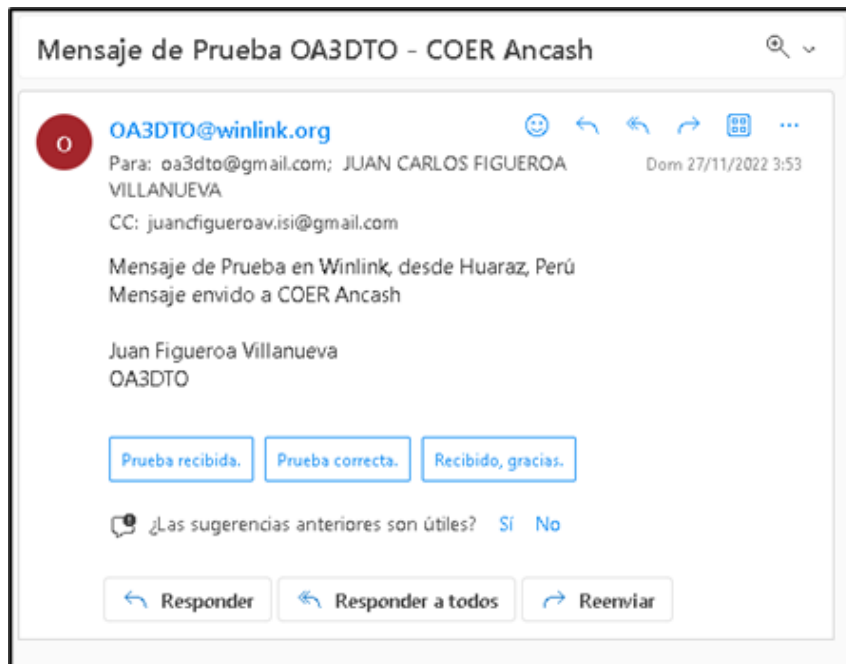 Mensaje de Prueba OA3DTO - COER Ancash
O
OA3DTO@winlink.org
Para: oa3dto@gmail.com; JUAN CARLOS FIGUEROA
VILLANUEVA
Dom 27/11/2022 3:53
CC: juancfigueroav.isi@gmail.com
Mensaje de Prueba en Winlink, desde Huaraz, Perú
Mensaje envido a COER Ancash
Juan Figueroa Villanueva
OA3DTO
Prueba recibida. Prueba correcta. Recibido, gracias.
¿Las sugerencias anteriores son útiles? Sí No
Responder Responder a todos Reenviar